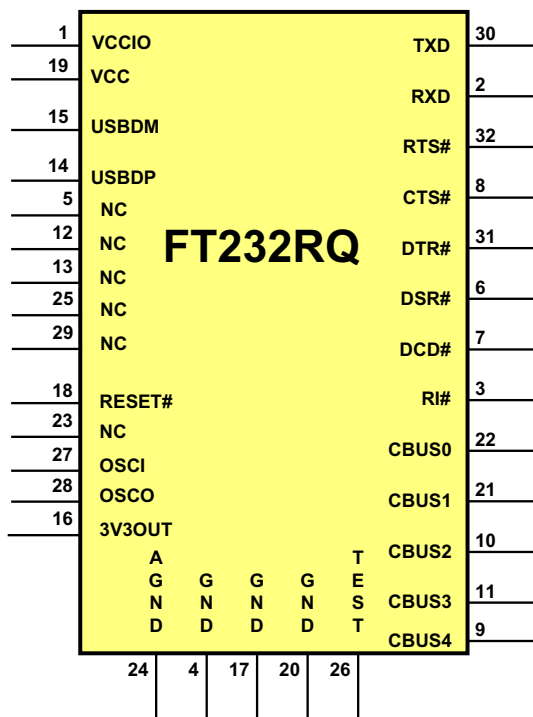 1 VCCIO
19 VCC
15 USBDM
14 USBDP
5 NC
12 NC
13 NC
25 NC
29 NC
18 RESET#
23 NC
27 OSCI
28 OSCO
16 3V3OUT
FT232RQ
TXD 30
RXD 2
RTS# 32
CTS# 8
DTR# 31
DSR# 6
DCD# 7
RI# 3
CBUS0 22
CBUS1 21
CBUS2 10
CBUS3 11
CBUS4 9
AGND
GND
GND
GND
TEST
24 4 17 20 26